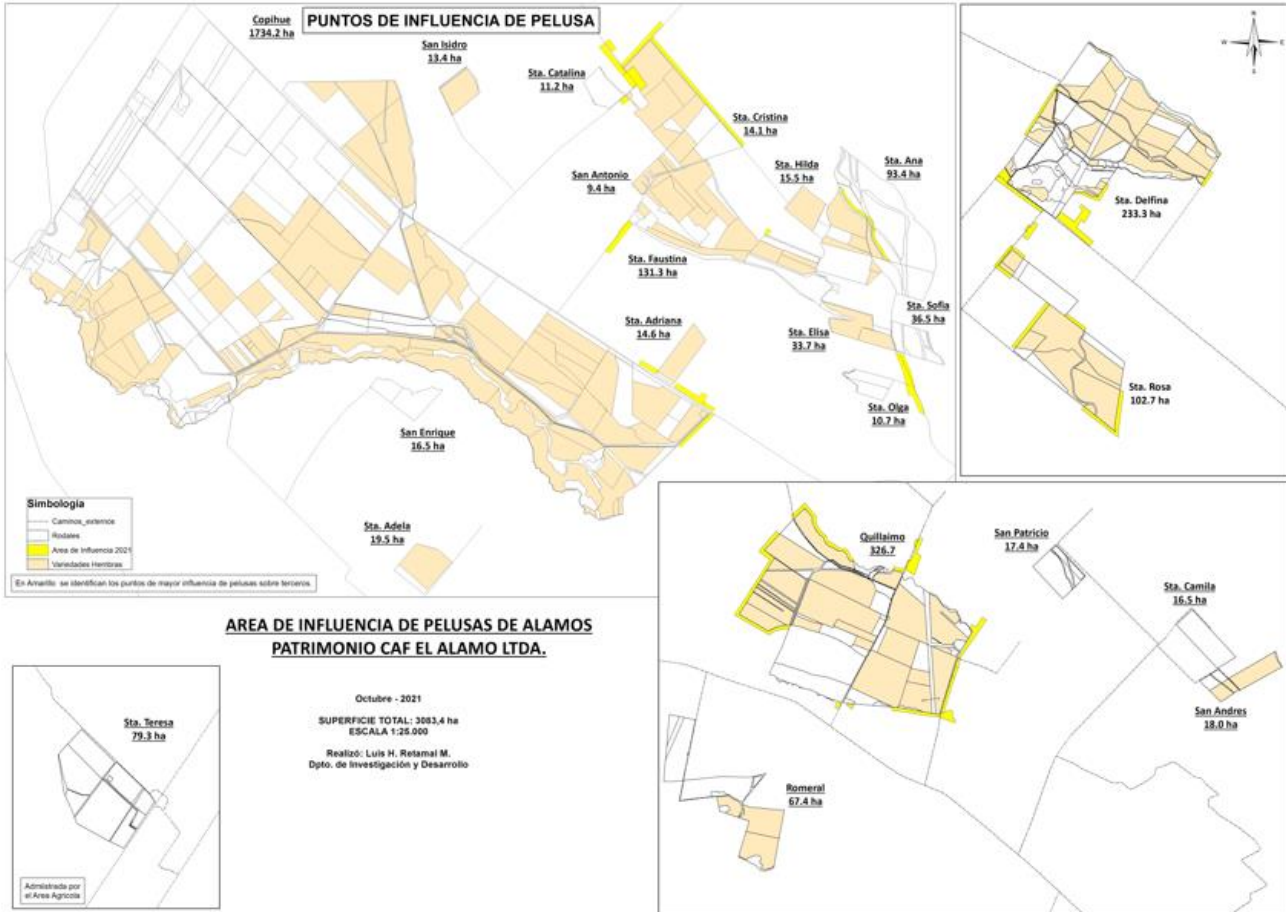 PUNTOS DE INFLUENCIA DE PELUSA
Copihue
1734.2 ha
San Isidro
13.4 ha
Sta. Catalina
11.2 ha
Sta. Cristina
14.1 ha
San Antonio
9.4 ha
Sta. Hilda
15.5 ha
Sta. Ana
93.4 ha
Sta. Faustina
131.3 ha
Sta. Adriana
14.6 ha
Sta. Elisa
33.7 ha
Sta. Sofia
36.5 ha
Sta. Olga
10.7 ha
San Enrique
16.5 ha
Sta. Adela
19.5 ha
Simbología
Caminos_externos
Rodales
Area de Influencia 2021
Variedades Hembras
En Amarillo se identifican los puntos de mayor influencia de pelusas sobre terceros.
N
W
E
S
Sta. Delfina
233.3 ha
Sta. Rosa
102.7 ha
Quillaimo
326.7
San Patricio
17.4 ha
Sta. Camila
16.5 ha
San Andres
18.0 ha
Romeral
67.4 ha
AREA DE INFLUENCIA DE PELUSAS DE ALAMOS
PATRIMONIO CAF EL ALAMO LTDA.
Octubre - 2021
SUPERFICIE TOTAL: 3083,4 ha
ESCALA 1:25.000
Realizó: Luis H. Retamal M.
Dpto. de Investigación y Desarrollo
Sta. Teresa
79.3 ha
Admistrada por
el Area Agricola